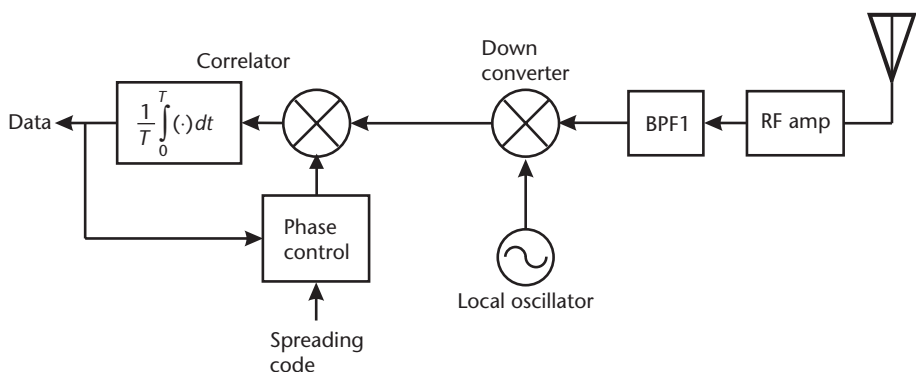 Down
converter
Correlator
Data
1/T ∫₀ᵀ (·) dt
BPF1
RF amp
Phase
control
Local oscillator
Spreading
code